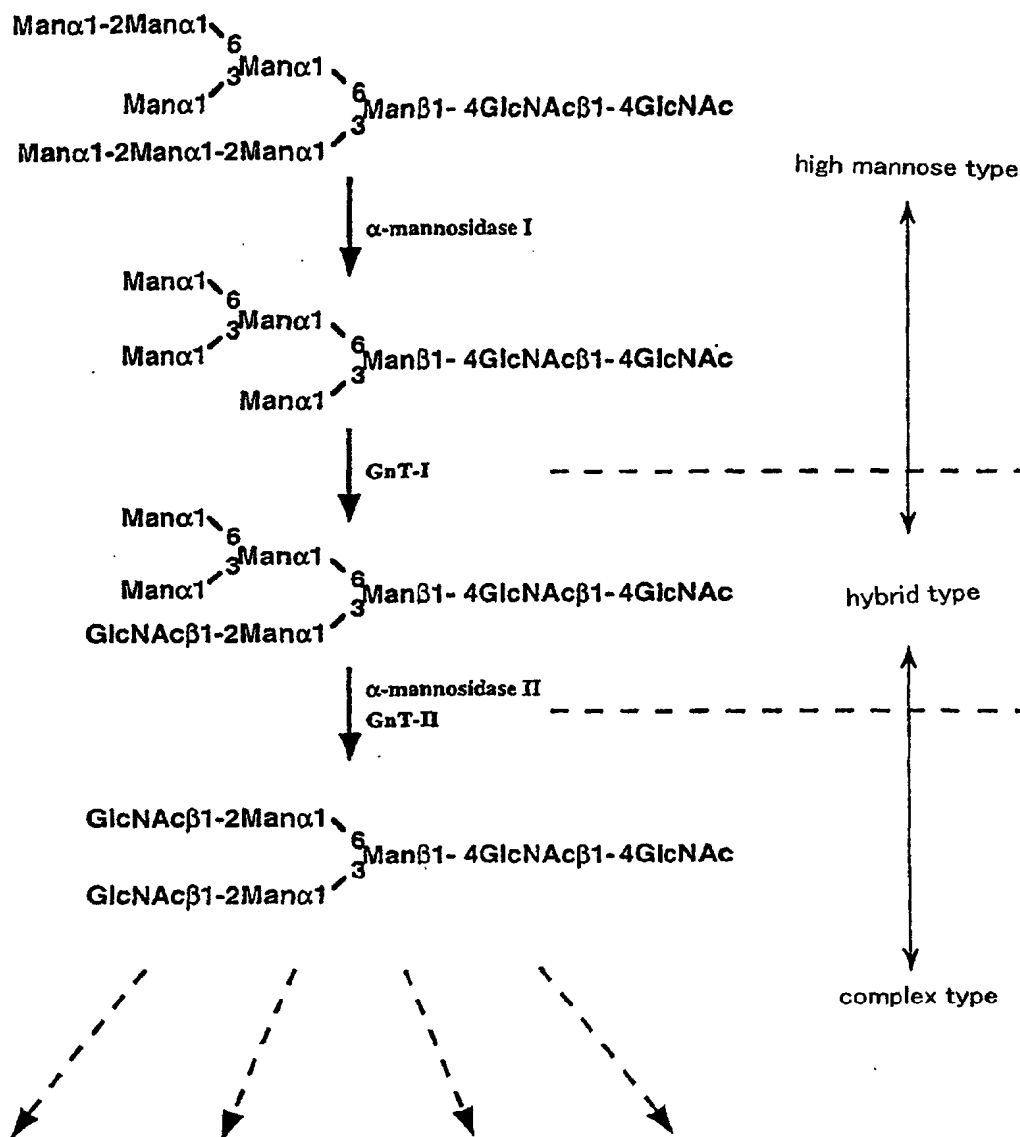 Manα1-2Manα1
6
3 Manα1
Manα1
6
3 Manβ1- 4GlcNAcβ1- 4GlcNAc
Manα1-2Manα1-2Manα1
high mannose type
α-mannosidase I
Manα1
6
3 Manα1
Manα1
6
3 Manβ1- 4GlcNAcβ1- 4GlcNAc
Manα1
GnT-I
Manα1
6
3 Manα1
Manα1
6
3 Manβ1- 4GlcNAcβ1- 4GlcNAc
GlcNAcβ1-2Manα1
hybrid type
α-mannosidase II
GnT-II
GlcNAcβ1-2Manα1
6
3 Manβ1- 4GlcNAcβ1- 4GlcNAc
GlcNAcβ1-2Manα1
complex type